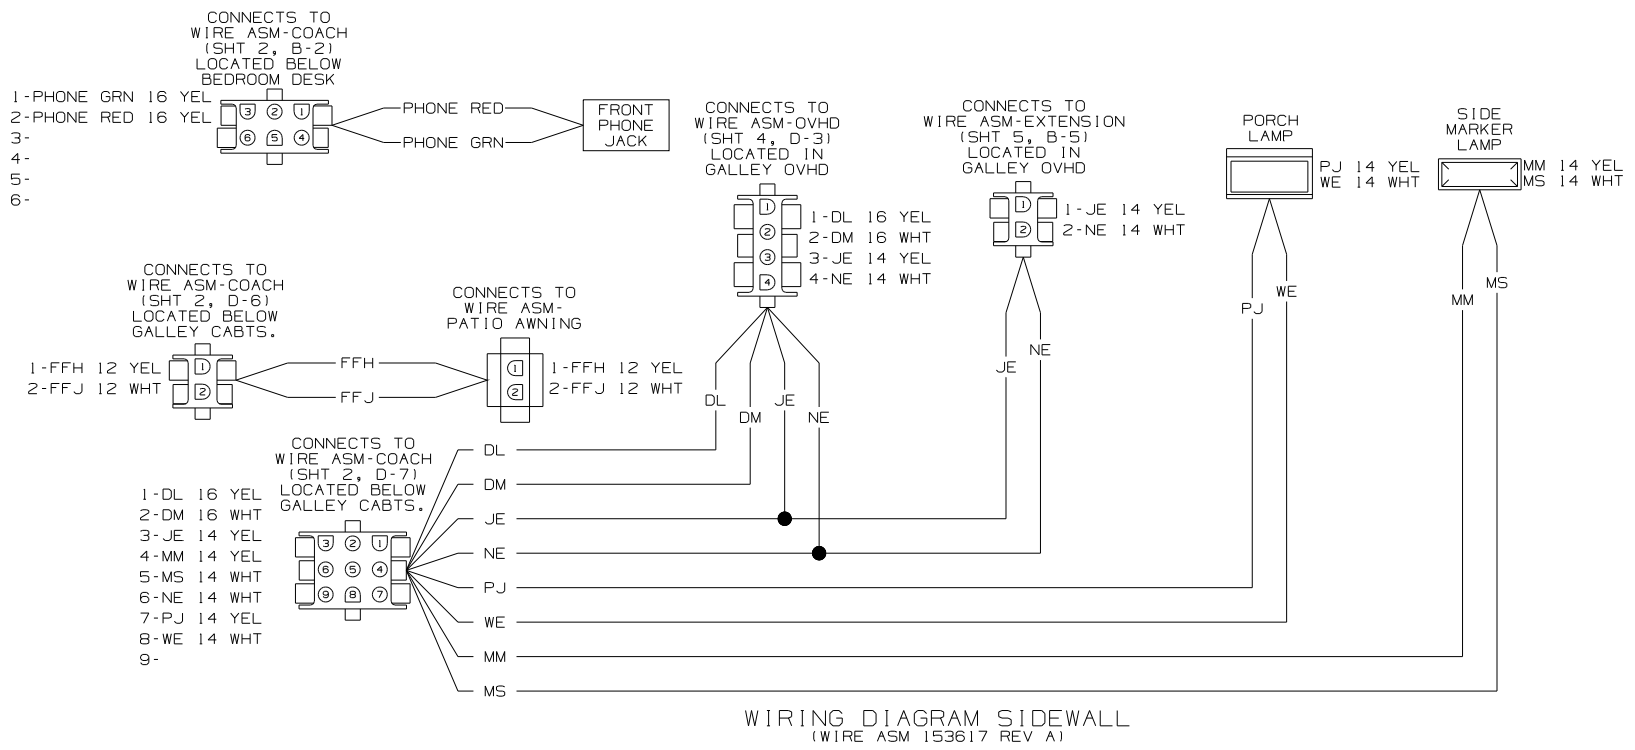 CONNECTS TO
WIRE ASM-COACH
(SHT 2, B-2)
LOCATED BELOW
BEDROOM DESK
1-PHONE GRN 16 YEL
2-PHONE RED 16 YEL
3-
4-
5-
6-
3 2 1
6 5 4
PHONE RED
PHONE GRN
FRONT
PHONE
JACK
CONNECTS TO
WIRE ASM-OVHD
(SHT 4, D-3)
LOCATED IN
GALLEY OVHD
1
2
3
4
1-DL 16 YEL
2-DM 16 WHT
3-JE 14 YEL
4-NE 14 WHT
CONNECTS TO
WIRE ASM-EXTENSION
(SHT 5, B-5)
LOCATED IN
GALLEY OVHD
1
2
1-JE 14 YEL
2-NE 14 WHT
PORCH
LAMP
PJ 14 YEL
WE 14 WHT
SIDE
MARKER
LAMP
MM 14 YEL
MS 14 WHT
CONNECTS TO
WIRE ASM-COACH
(SHT 2, D-6)
LOCATED BELOW
GALLEY CABTS.
1-FFH 12 YEL
2-FFJ 12 WHT
1
2
FFH
FFJ
CONNECTS TO
WIRE ASM-
PATIO AWNING
1
2
1-FFH 12 YEL
2-FFJ 12 WHT
DL
DM
JE
NE
JE
NE
PJ
WE
MM
MS
CONNECTS TO
WIRE ASM-COACH
(SHT 2, D-7)
LOCATED BELOW
GALLEY CABTS.
1-DL 16 YEL
2-DM 16 WHT
3-JE 14 YEL
4-MM 14 YEL
5-MS 14 WHT
6-NE 14 WHT
7-PJ 14 YEL
8-WE 14 WHT
9-
3 2 1
6 5 4
9 8 7
DL
DM
JE
NE
PJ
WE
MM
MS
WIRING DIAGRAM SIDEWALL
(WIRE ASM 153617 REV A)